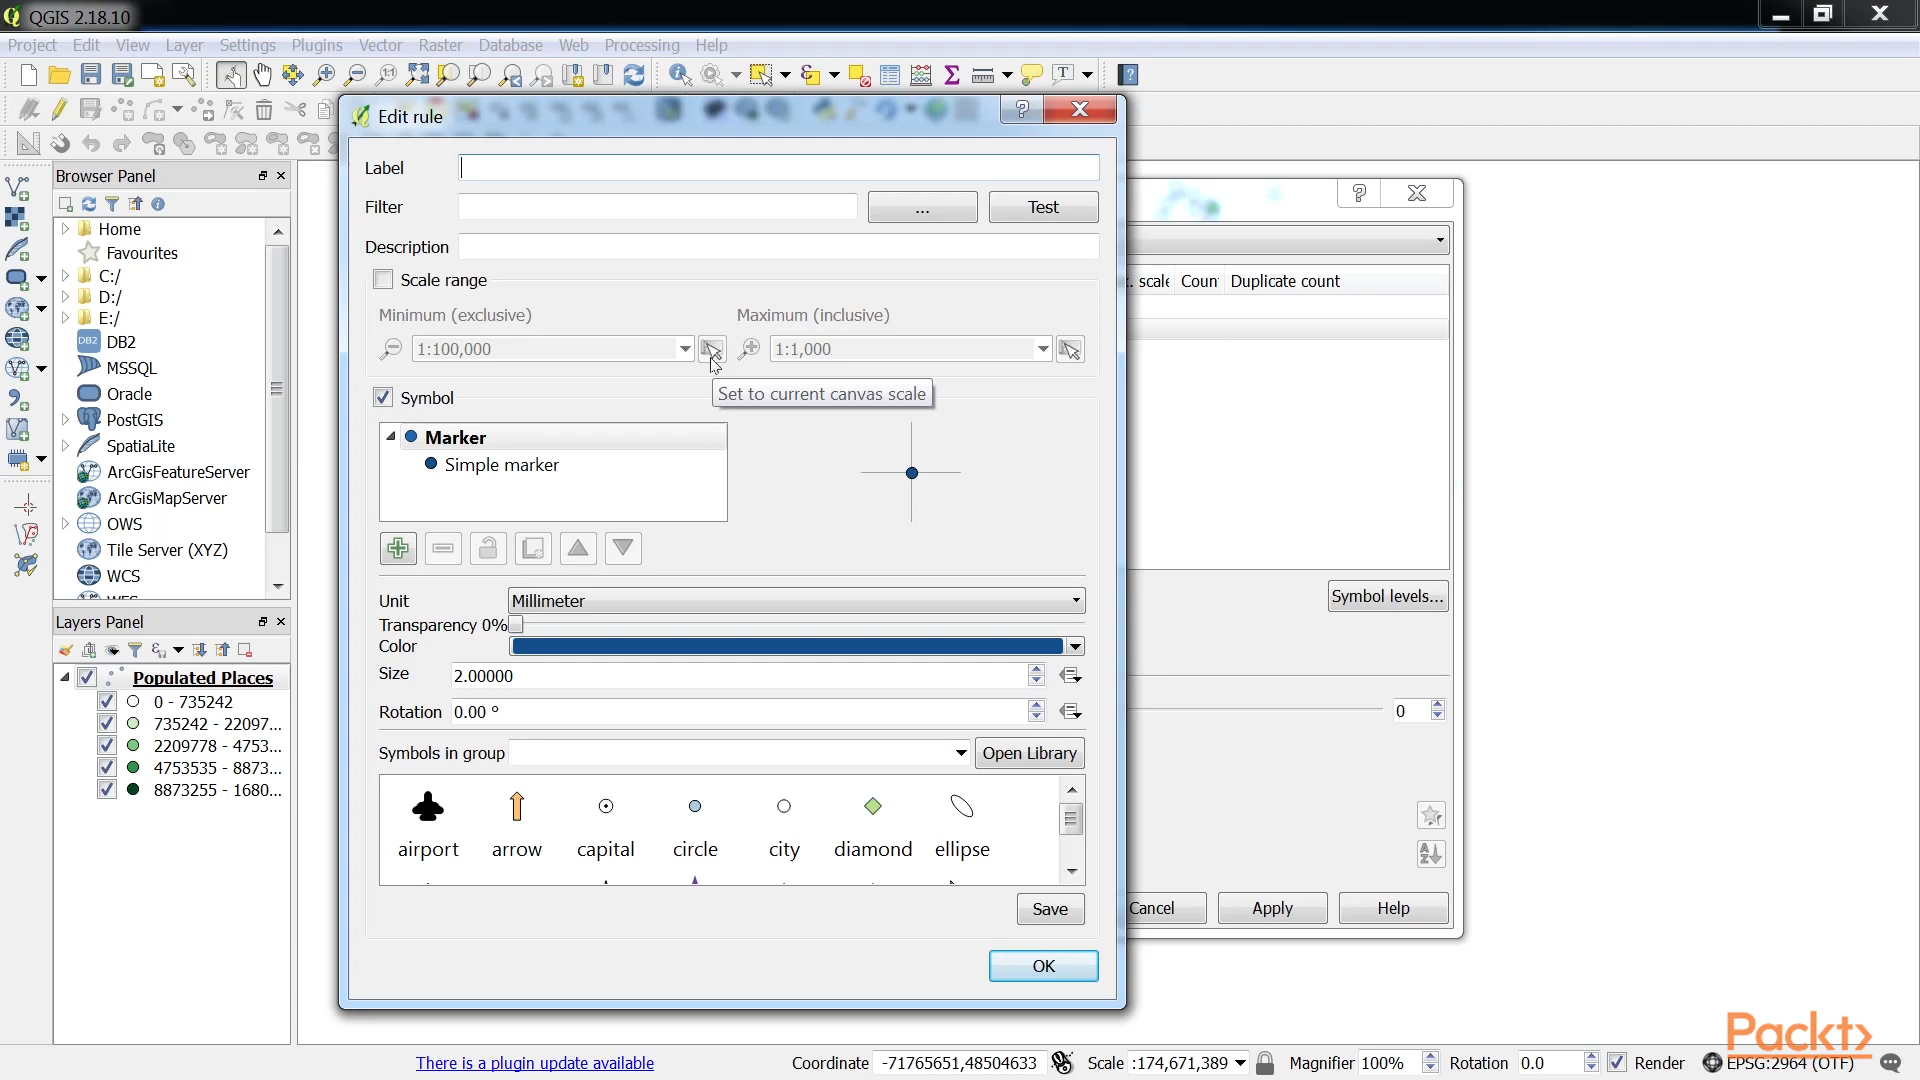 QGIS 2.18.10
Project Edit View Layer Settings Plugins Vector Raster Database Web Processing Help
Edit rule
Label
Filter ... Test
Description
Scale range
Minimum (exclusive) Maximum (inclusive)
1:100,000 1:1,000
Set to current canvas scale
Symbol
Marker
Simple marker
Unit Millimeter
Transparency 0%
Color
Size 2.00000
Rotation 0.00 °
Symbols in group Open Library
airport arrow capital circle city diamond ellipse
Save
OK
Browser Panel
Home
Favourites
C:/
D:/
E:/
DB2 DB2
MSSQL
Oracle
PostGIS
SpatiaLite
ArcGisFeatureServer
ArcGisMapServer
OWS
Tile Server (XYZ)
WCS
Layers Panel
Populated Places
0 - 735242
735242 - 22097...
2209778 - 4753...
4753535 - 8873...
8873255 - 1680...
scale Coun Duplicate count
Symbol levels...
0
Cancel Apply Help
Packt>
There is a plugin update available Coordinate -71765651,48504633 Scale :174,671,389 Magnifier 100% Rotation 0.0 Render EPSG:2964 (OTF)